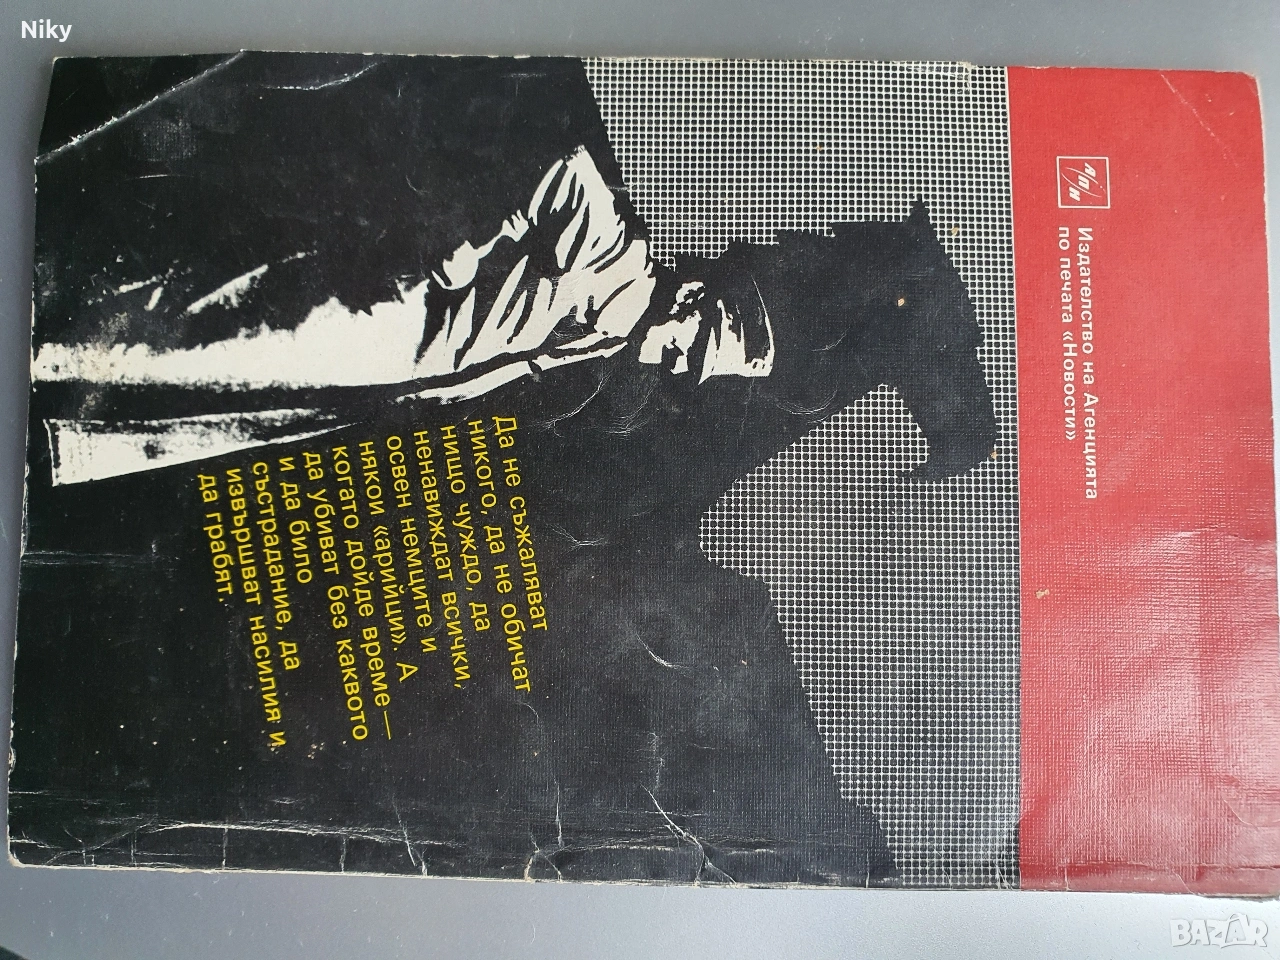 Niky
АПН
Издателство на Агенцията
по печата «Новости»
Да не съжаляват
никого, да не обичат
нищо чуждо, да
ненавиждат всички,
освен немците и
някои «арийци». А
когато дойде време —
да убиват без каквото
и да било
състрадание, да
извършват насилия и
да грабят.
BAZAR